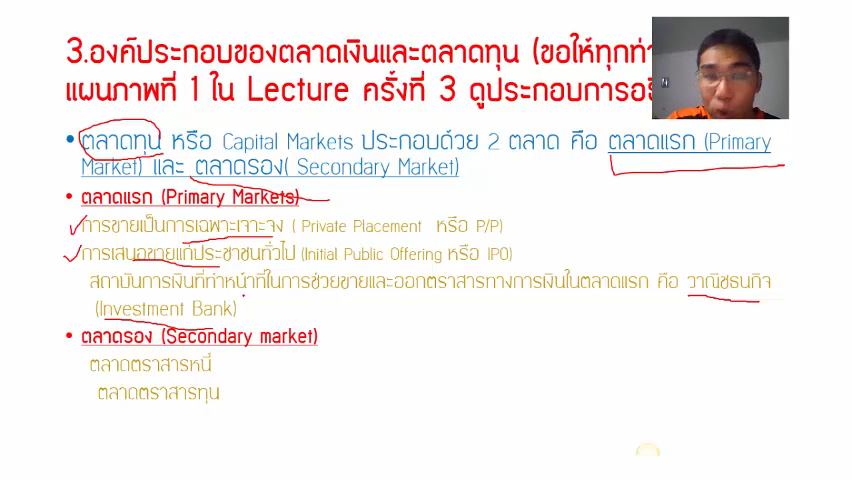 3.องค์ประกอบของตลาดเงินและตลาดทุน (ขอให้ทุกท่า
แผนภาพที่ 1 ใน Lecture ครั้งที่ 3 ดูประกอบการอธิ
• ตลาดทุน หรือ Capital Markets ประกอบด้วย 2 ตลาด คือ ตลาดแรก (Primary
Market) และ ตลาดรอง( Secondary Market)
• ตลาดแรก (Primary Markets)
การขายเป็นการเฉพาะเจาะจง ( Private Placement หรือ P/P)
การเสนอขายแก่ประชาชนทั่วไป (Initial Public Offering หรือ IPO)
สถาบันการเงินที่ทำหน้าที่ในการช่วยขายและออกตราสารทางการเงินในตลาดแรก คือ วาณิชธนกิจ
(Investment Bank)
• ตลาดรอง (Secondary market)
ตลาดตราสารหนี้
ตลาดตราสารทุน